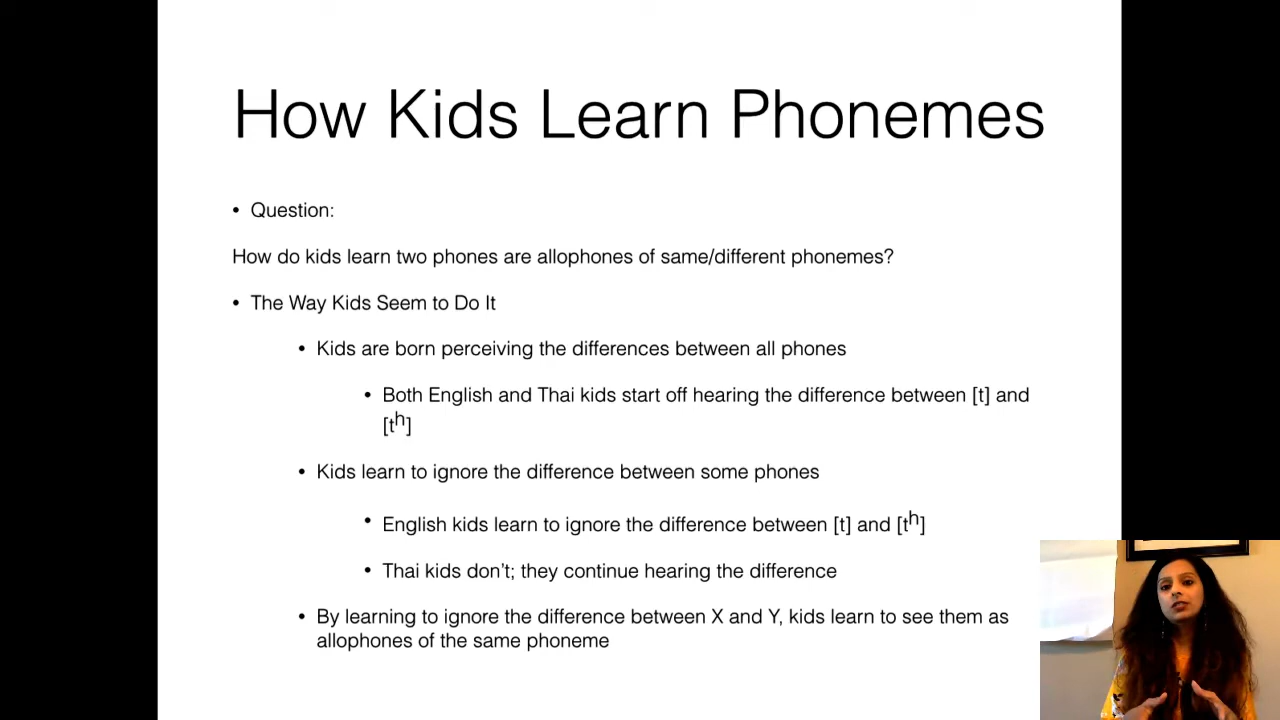 How Kids Learn Phonemes
• Question:
How do kids learn two phones are allophones of same/different phonemes?
• The Way Kids Seem to Do It
• Kids are born perceiving the differences between all phones
• Both English and Thai kids start off hearing the difference between [t] and
[tʰ]
• Kids learn to ignore the difference between some phones
• English kids learn to ignore the difference between [t] and [tʰ]
• Thai kids don’t; they continue hearing the difference
• By learning to ignore the difference between X and Y, kids learn to see them as
allophones of the same phoneme